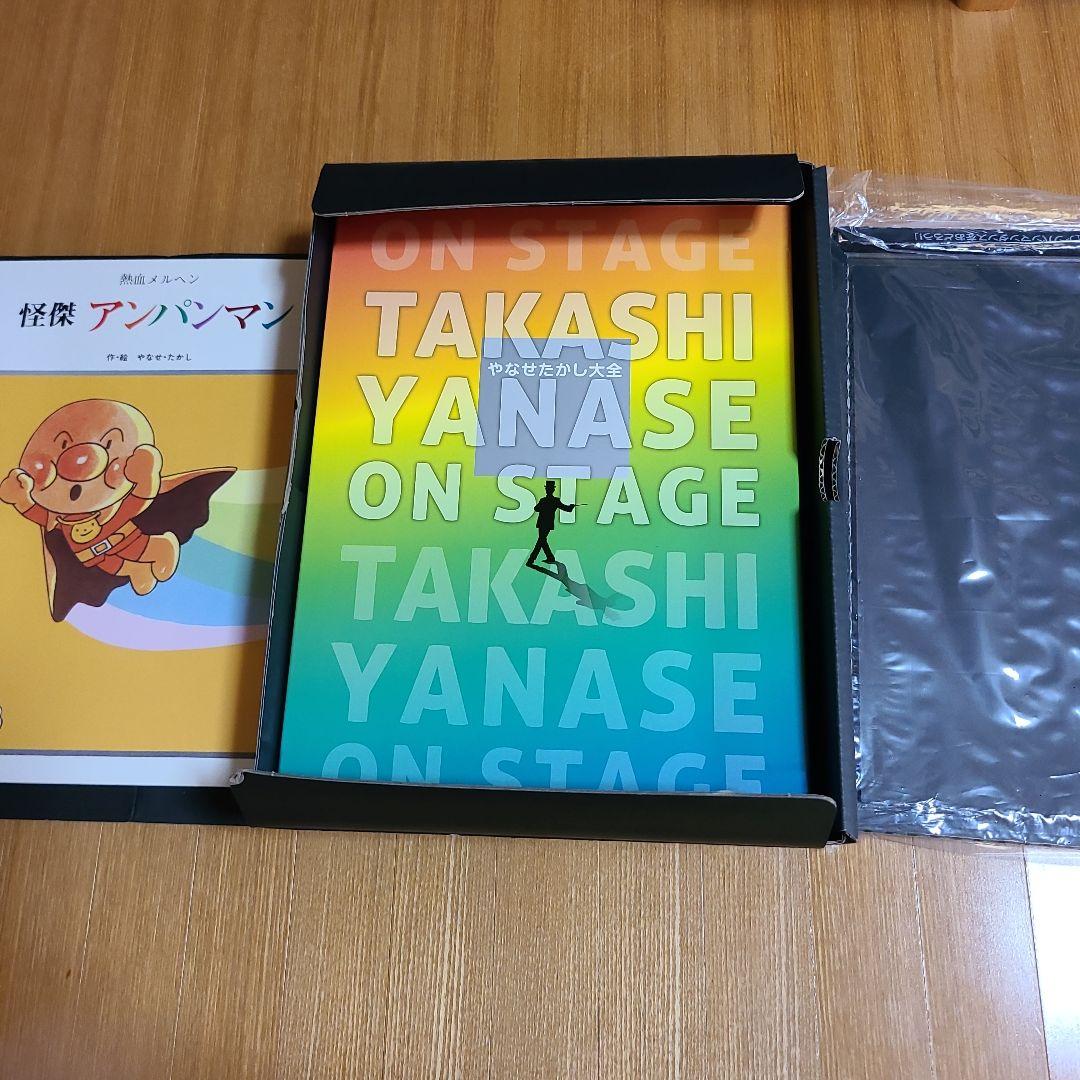 熱血メルヘン
怪傑 アンパンマン
作・絵 やなせ・たかし
ON STAGE
TAKASHI
やなせたかし大全
YANASE
ON STAGE
TAKASHI
YANASE
ON STAGE